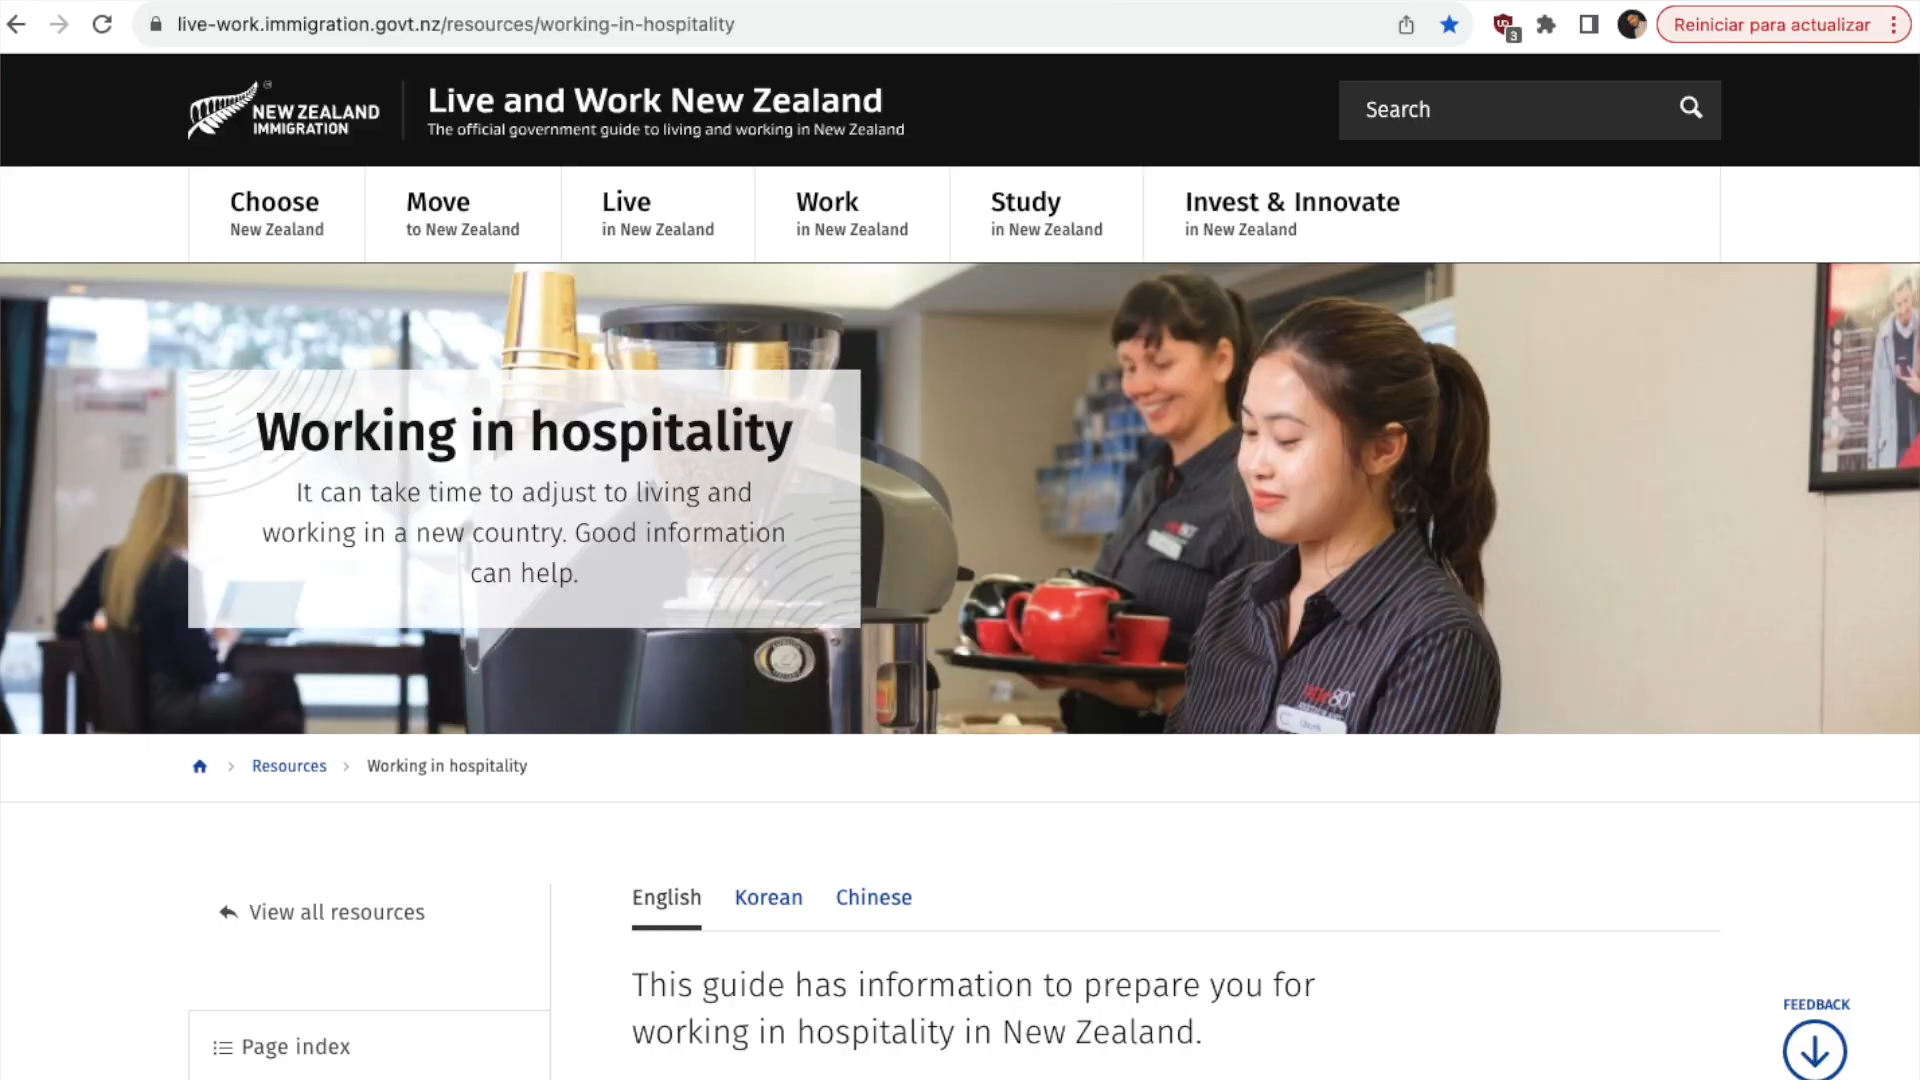 live-work.immigration.govt.nz/resources/working-in-hospitality
3
Reiniciar para actualizar
NEW ZEALAND
IMMIGRATION
Live and Work New Zealand
The official government guide to living and working in New Zealand
Search
Choose
New Zealand
Move
to New Zealand
Live
in New Zealand
Work
in New Zealand
Study
in New Zealand
Invest & Innovate
in New Zealand
Working in hospitality
It can take time to adjust to living and
working in a new country. Good information
can help.
Resources
Working in hospitality
View all resources
English
Korean
Chinese
This guide has information to prepare you for
working in hospitality in New Zealand.
Page index
FEEDBACK